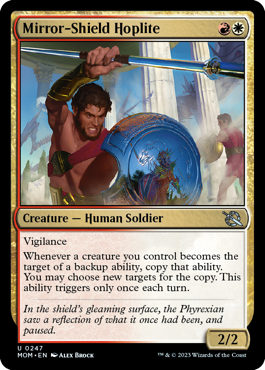 Mirror-Shield Hoplite
Creature — Human Soldier
Vigilance
Whenever a creature you control becomes the
target of a backup ability, copy that ability.
You may choose new targets for the copy. This
ability triggers only once each turn.
In the shield's gleaming surface, the Phyrexian
saw a reflection of what it once had been, and
paused.
2/2
U 0247
MOM • EN ALEX BROCK
™ & © 2023 Wizards of the Coast